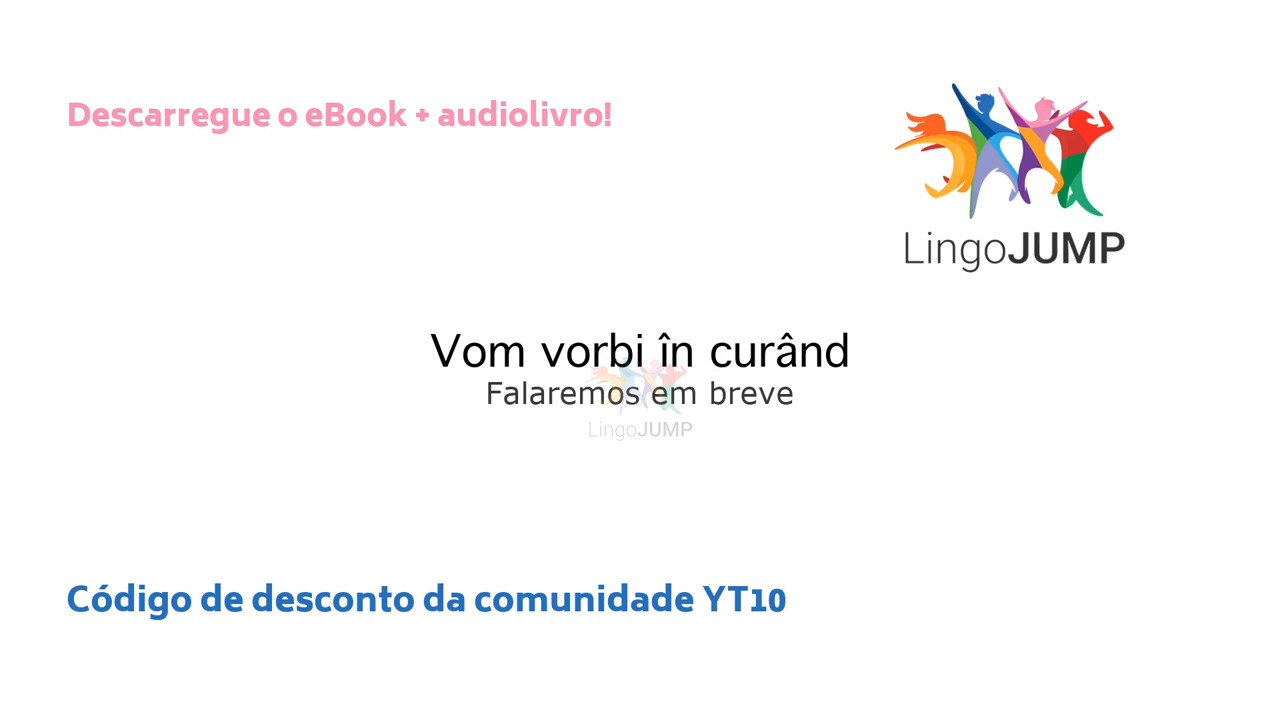 Descarregue o eBook + audiolivro!
LingoJUMP
Vom vorbi în curând
Falaremos em breve
LingoJUMP
Código de desconto da comunidade YT10